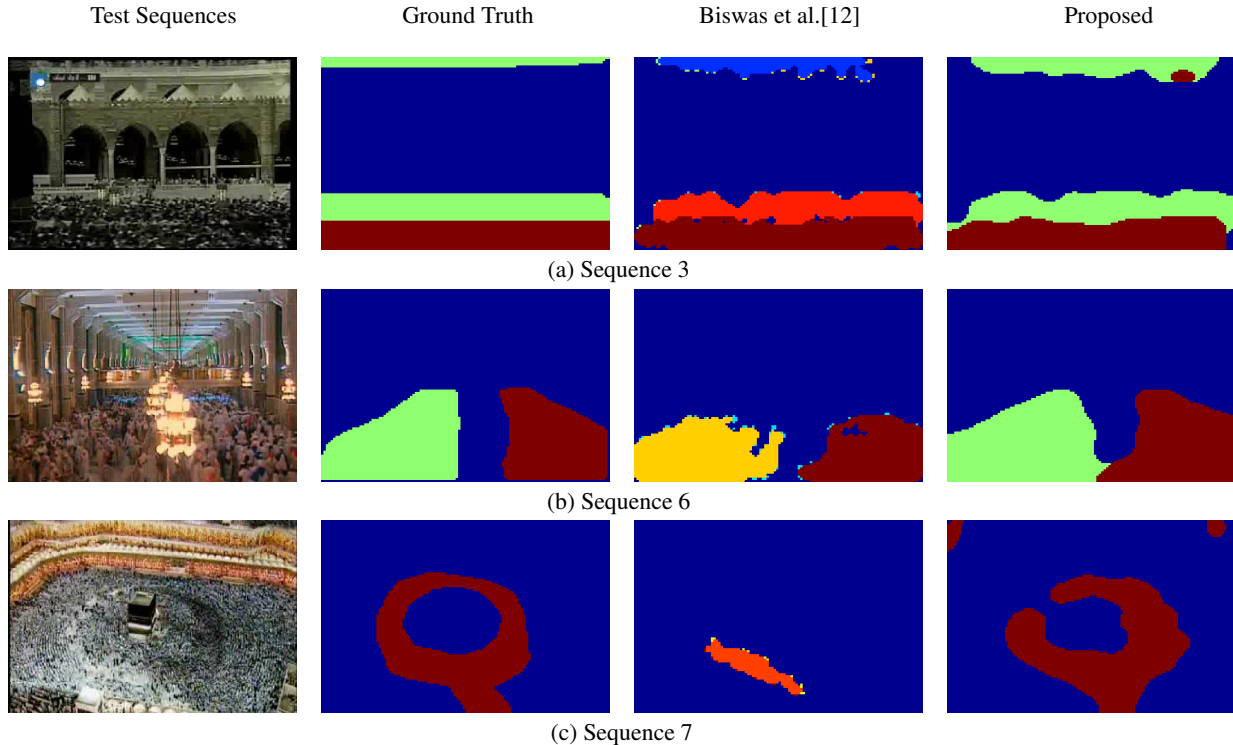 Test Sequences
Ground Truth
Biswas et al.[12]
Proposed
(a) Sequence 3
(b) Sequence 6
(c) Sequence 7